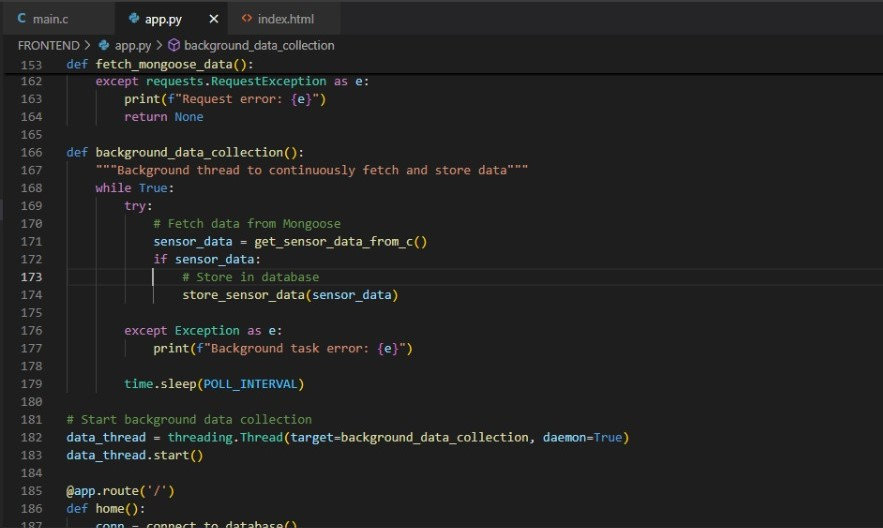 main.c
app.py
index.html
FRONTEND > app.py > background_data_collection
153 def fetch_mongoose_data():
162 except requests.RequestException as e:
163 print(f"Request error: {e}")
164 return None
165
166 def background_data_collection():
167 """Background thread to continuously fetch and store data"""
168 while True:
169 try:
170 # Fetch data from Mongoose
171 sensor_data = get_sensor_data_from_c()
172 if sensor_data:
173 # Store in database
174 store_sensor_data(sensor_data)
175
176 except Exception as e:
177 print(f"Background task error: {e}")
178
179 time.sleep(POLL_INTERVAL)
180
181 # Start background data collection
182 data_thread = threading.Thread(target=background_data_collection, daemon=True)
183 data_thread.start()
184
185 @app.route('/')
186 def home():
187 conn = connect_to_database()